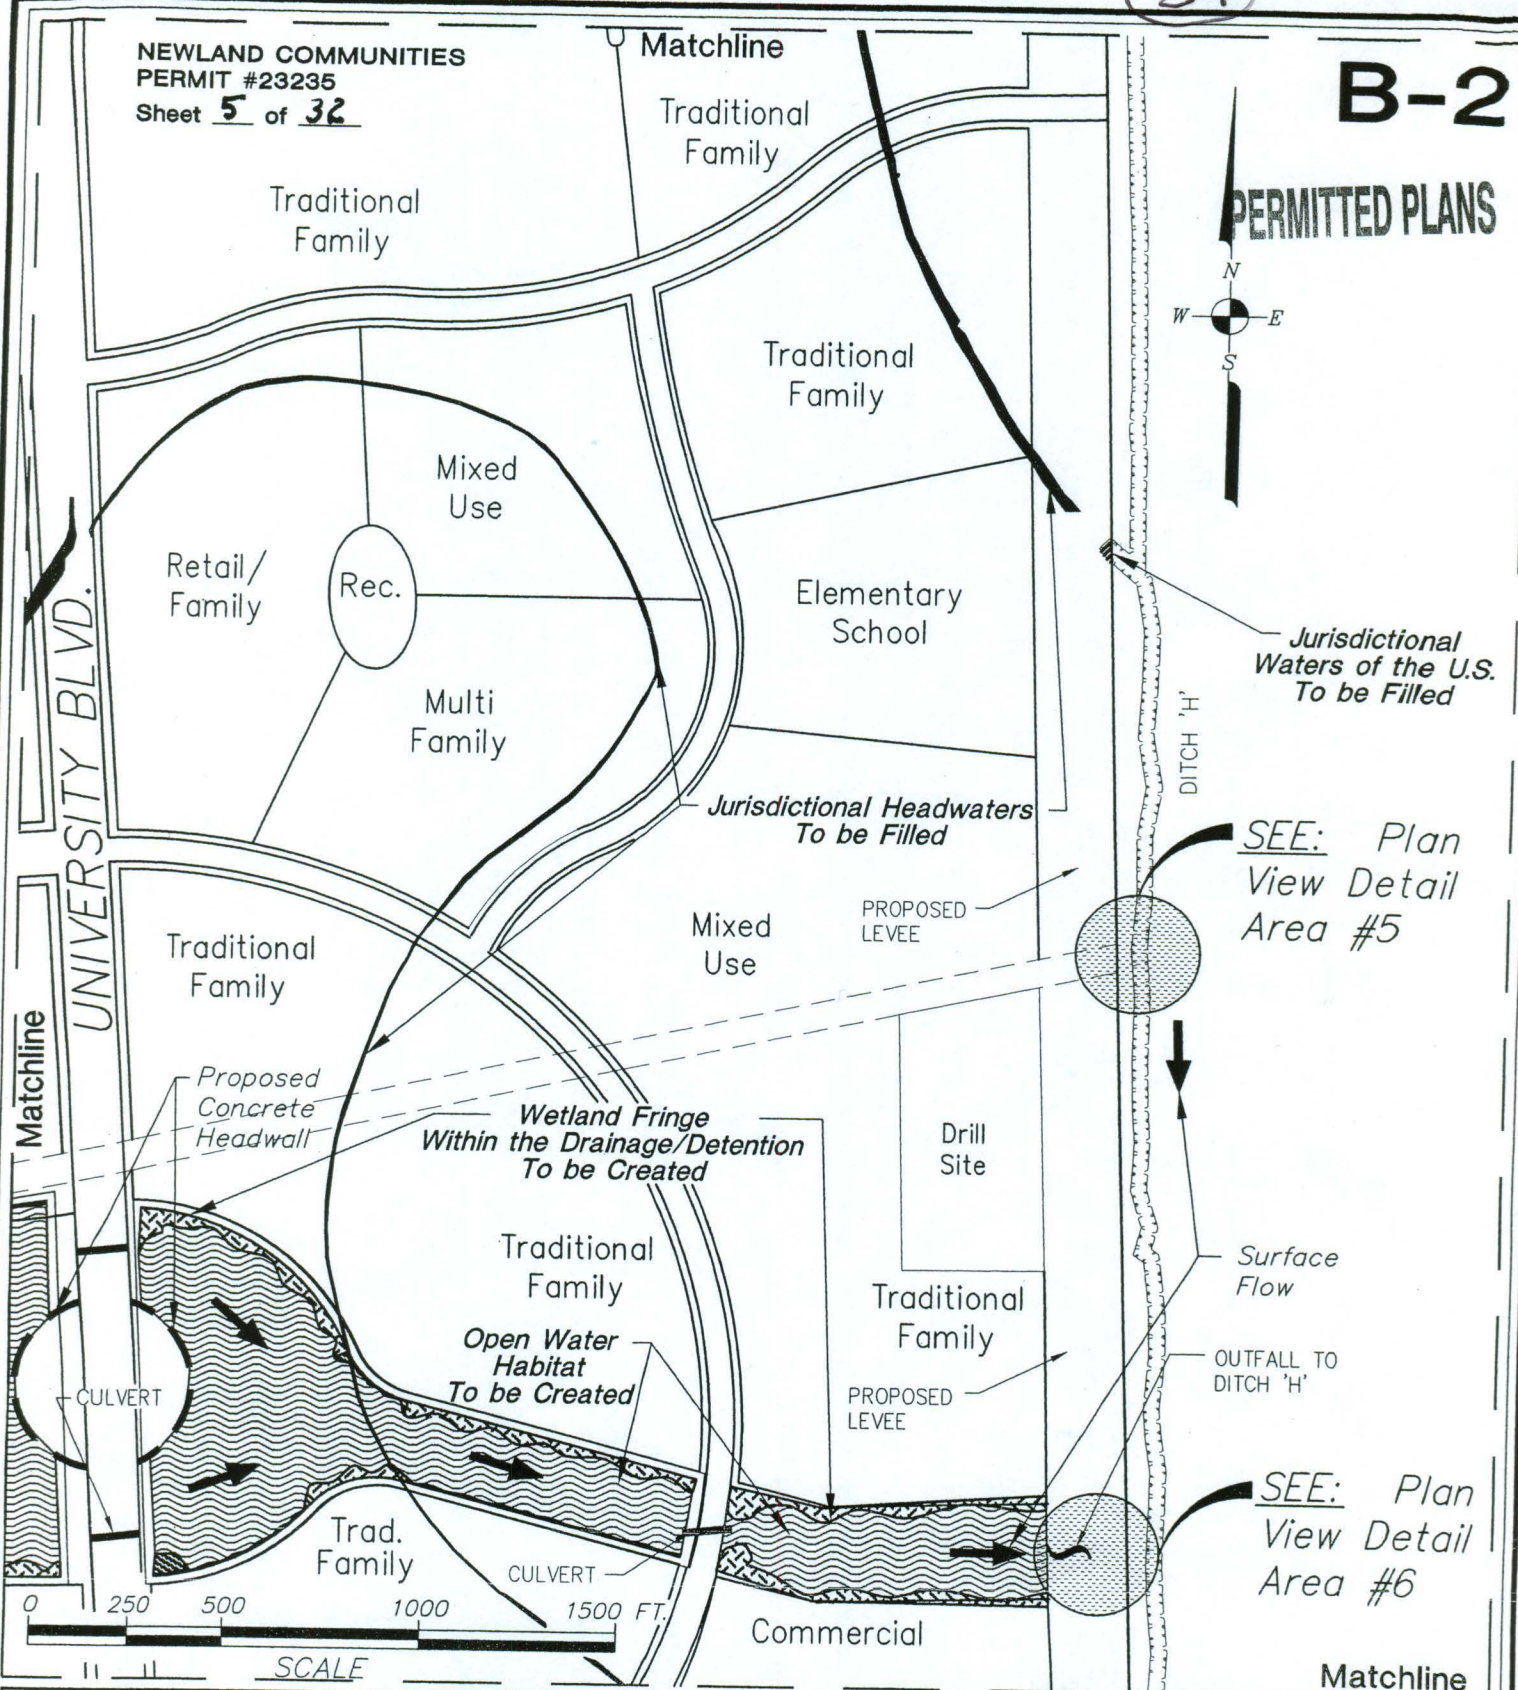 NEWLAND COMMUNITIES
PERMIT #23235
Sheet 5 of 32
Matchline
B-2
PERMITTED PLANS
N
W
E
S
Traditional
Family
Traditional
Family
Traditional
Family
Mixed
Use
Retail/
Family
Rec.
Multi
Family
Elementary
School
UNIVERSITY BLVD.
Jurisdictional
Waters of the U.S.
To be Filled
DITCH 'H'
Jurisdictional Headwaters
To be Filled
SEE: Plan
View Detail
Area #5
PROPOSED
LEVEE
Mixed
Use
Traditional
Family
Matchline
Proposed
Concrete
Headwall
Wetland Fringe
Within the Drainage/Detention
To be Created
Drill
Site
Traditional
Family
Surface
Flow
Traditional
Family
Open Water
Habitat
To be Created
OUTFALL TO
DITCH 'H'
PROPOSED
LEVEE
CULVERT
SEE: Plan
View Detail
Area #6
Trad.
Family
CULVERT
0 250 500 1000 1500 FT.
SCALE
Commercial
Matchline